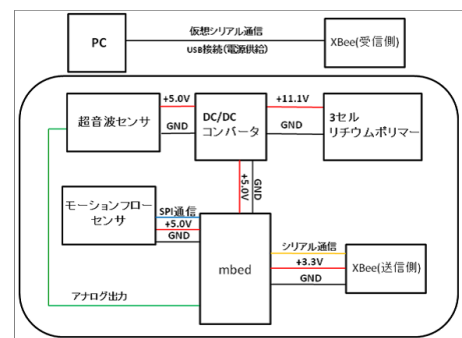 仮想シリアル通信
PC
USB接続(電源供給)
XBee(受信側)
超音波センサ
+5.0V
GND
DC/DC
コンバータ
+11.1V
GND
3セル
リチウムポリマー
+5.0V
GND
モーションフロー
センサ
SPI通信
+5.0V
GND
mbed
シリアル通信
+3.3V
GND
XBee(送信側)
アナログ出力